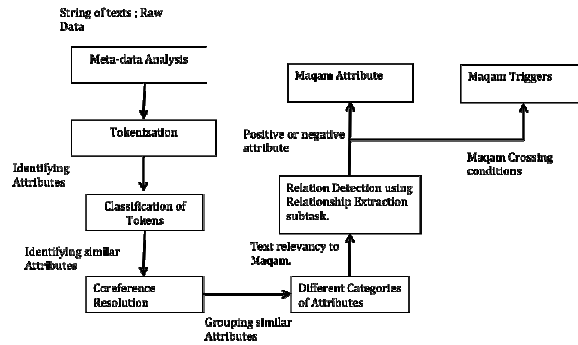 String of texts ; Raw
Data
Meta-data Analysis
Tokenization
Identifying
Attributes
Classification of
Tokens
Identifying similar
Attributes
Coreference
Resolution
Grouping similar
Attributes
Different Categories
of Attributes
Text relevancy to
Maqam.
Relation Detection using
Relationship Extraction
subtask.
Positive or negative
attribute
Maqam Attribute
Maqam Crossing
conditions
Maqam Triggers